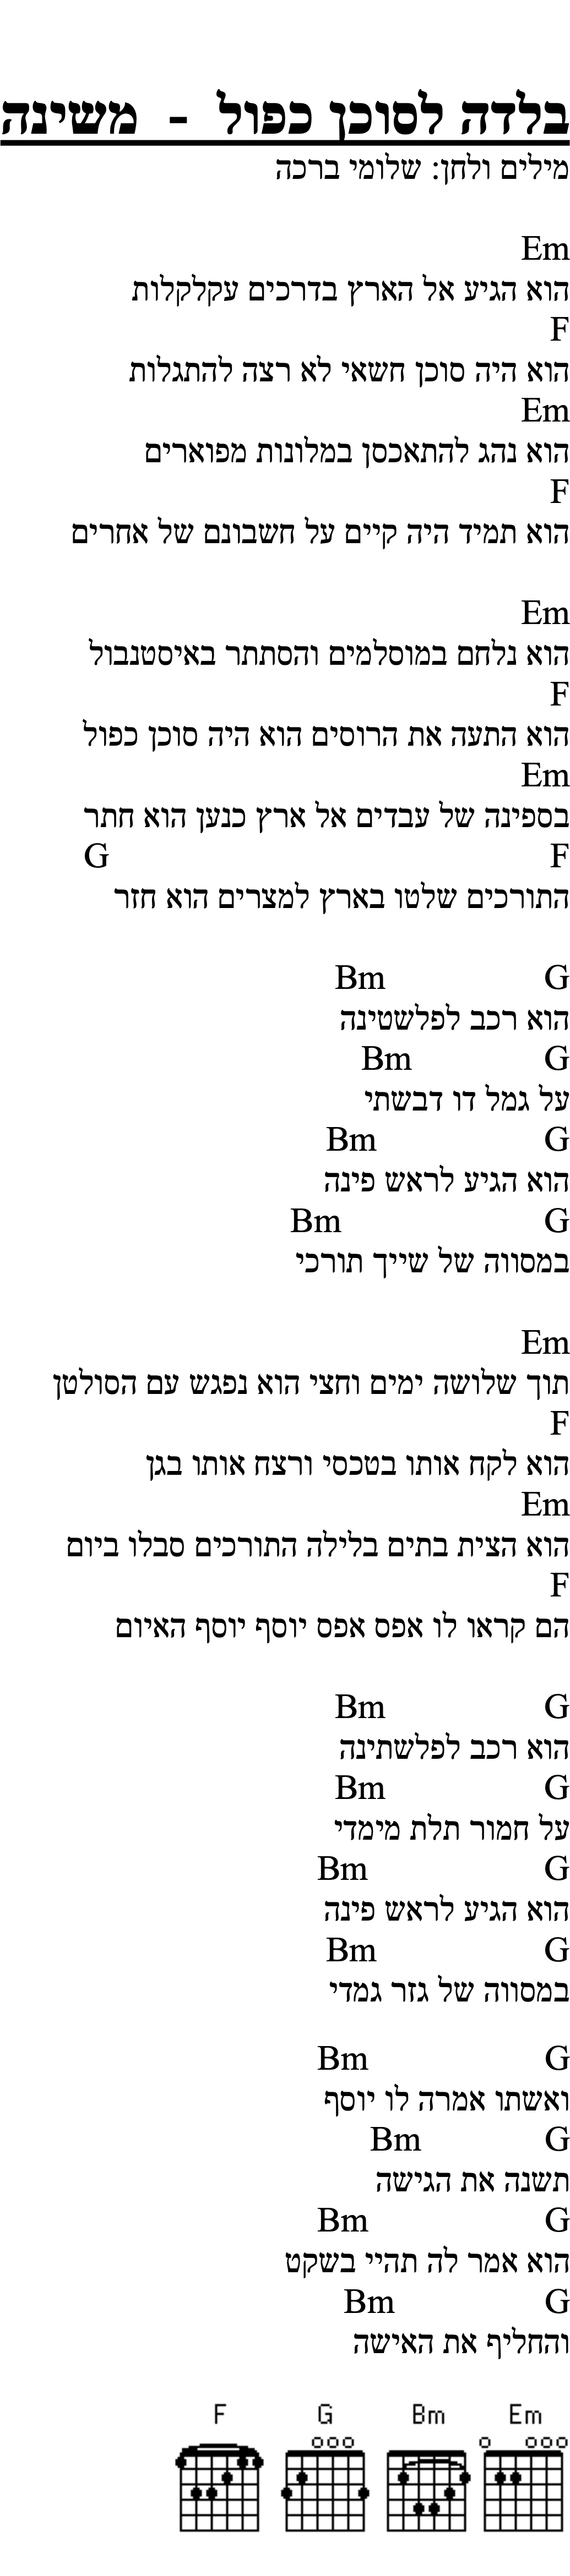 בלדה לסוכן כפול - משינה
מילים ולחן: שלומי ברכה
Em
הוא הגיע אל הארץ בדרכים עקלקלות
F
הוא היה סוכן חשאי לא רצה להתגלות
Em
הוא נהג להתאכסן במלונות מפוארים
F
הוא תמיד היה קיים על חשבונם של אחרים
Em
הוא נלחם במוסלמים והסתתר באיסטנבול
F
הוא התעה את הרוסים הוא היה סוכן כפול
Em
בספינה של עבדים אל ארץ כנען הוא חתר
F G
התורכים שלטו בארץ למצרים הוא חזר
G Bm
הוא רכב לפלשטינה
G Bm
על גמל דו דבשתי
G Bm
הוא הגיע לראש פינה
G Bm
במסווה של שייך תורכי
Em
תוך שלושה ימים וחצי הוא נפגש עם הסולטן
F
הוא לקח אותו בטכסי ורצח אותו בגן
Em
הוא הצית בתים בלילה התורכים סבלו ביום
F
הם קראו לו אפס אפס יוסף יוסף האיום
G Bm
הוא רכב לפלשתינה
G Bm
על חמור תלת מימדי
G Bm
הוא הגיע לראש פינה
G Bm
במסווה של גזר גמדי
G Bm
ואשתו אמרה לו יוסף
G Bm
תשנה את הגישה
G Bm
הוא אמר לה תהיי בשקט
G Bm
והחליף את האישה
F G Bm Em